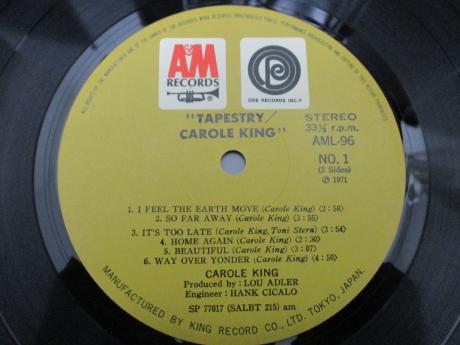 A&M
RECORDS
ODE RECORDS INC.®
"TAPESTRY
CAROLE KING"
STEREO
33⅓ r.p.m.
AML-96
NO. 1
(2 Sides)
℗ 1971
1. I FEEL THE EARTH MOVE (Carole King) (2:58)
2. SO FAR AWAY (Carole King) (3:55)
3. IT'S TOO LATE (Carole King, Toni Stern) (3:54)
4. HOME AGAIN (Carole King) (2:30)
5. BEAUTIFUL (Carole King) (3:07)
6. WAY OVER YONDER (Carole King) (4:50)
CAROLE KING
Produced by : LOU ADLER
Engineer : HANK CICALO
SP 77017 (SALBT 215) am
MANUFACTURED BY KING RECORD CO., LTD. TOKYO, JAPAN.